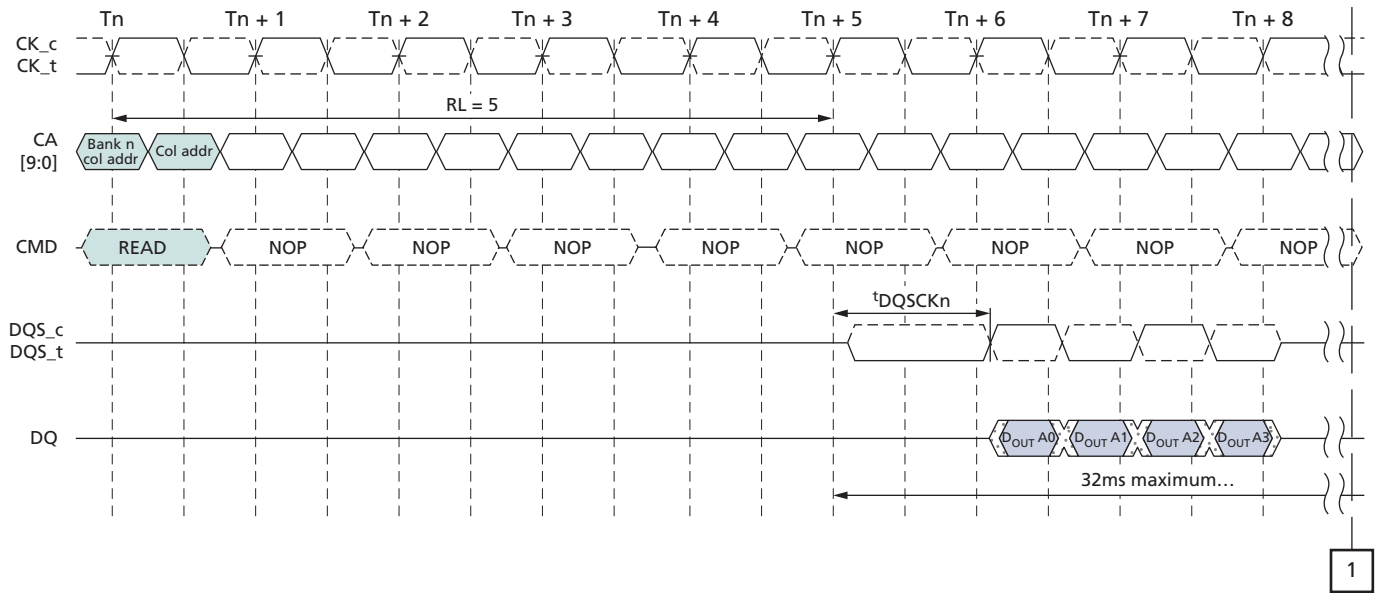 Tn Tn + 1 Tn + 2 Tn + 3 Tn + 4 Tn + 5 Tn + 6 Tn + 7 Tn + 8
CK_c
CK_t
RL = 5
CA
[9:0]
Bank n
col addr
Col addr
CMD READ NOP NOP NOP NOP NOP NOP NOP NOP
tDQSCKn
DQS_c
DQS_t
DQ DOUT A0 DOUT A1 DOUT A2 DOUT A3
32ms maximum…
1